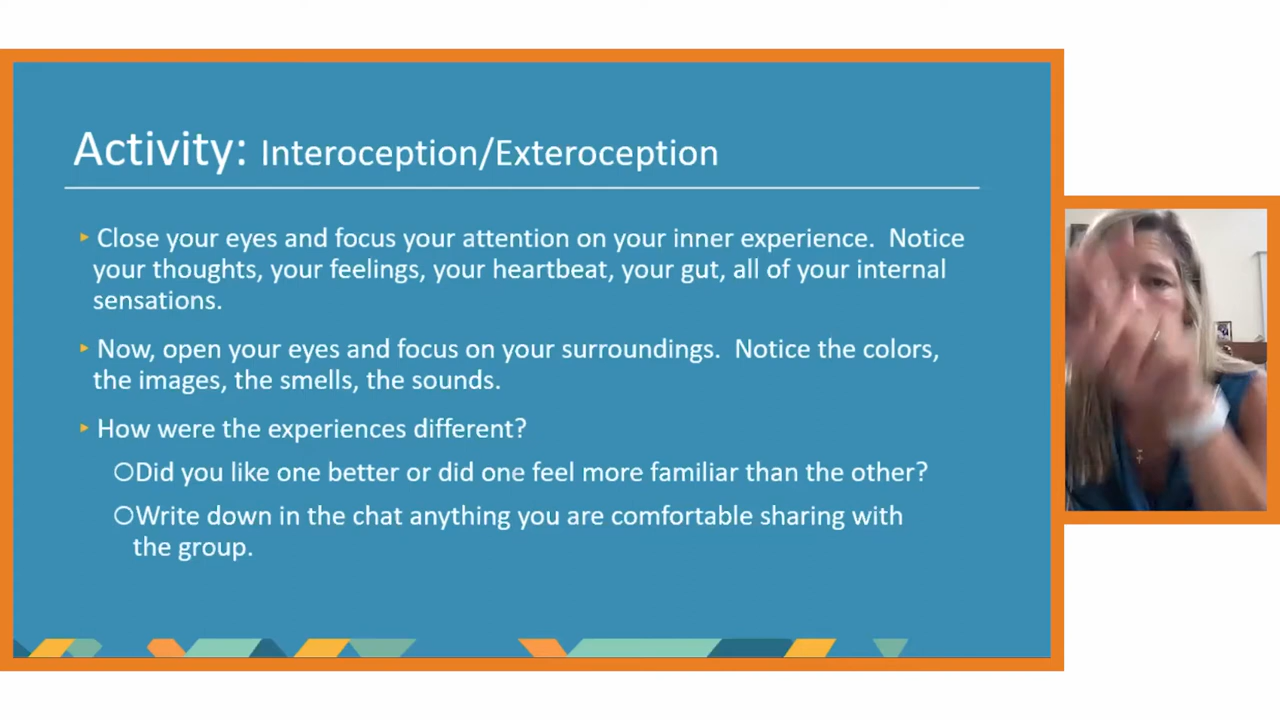 Activity: Interoception/Exteroception
‣ Close your eyes and focus your attention on your inner experience.  Notice
your thoughts, your feelings, your heartbeat, your gut, all of your internal
sensations.
‣ Now, open your eyes and focus on your surroundings.  Notice the colors,
the images, the smells, the sounds.
‣ How were the experiences different?
○Did you like one better or did one feel more familiar than the other?
○Write down in the chat anything you are comfortable sharing with
the group.